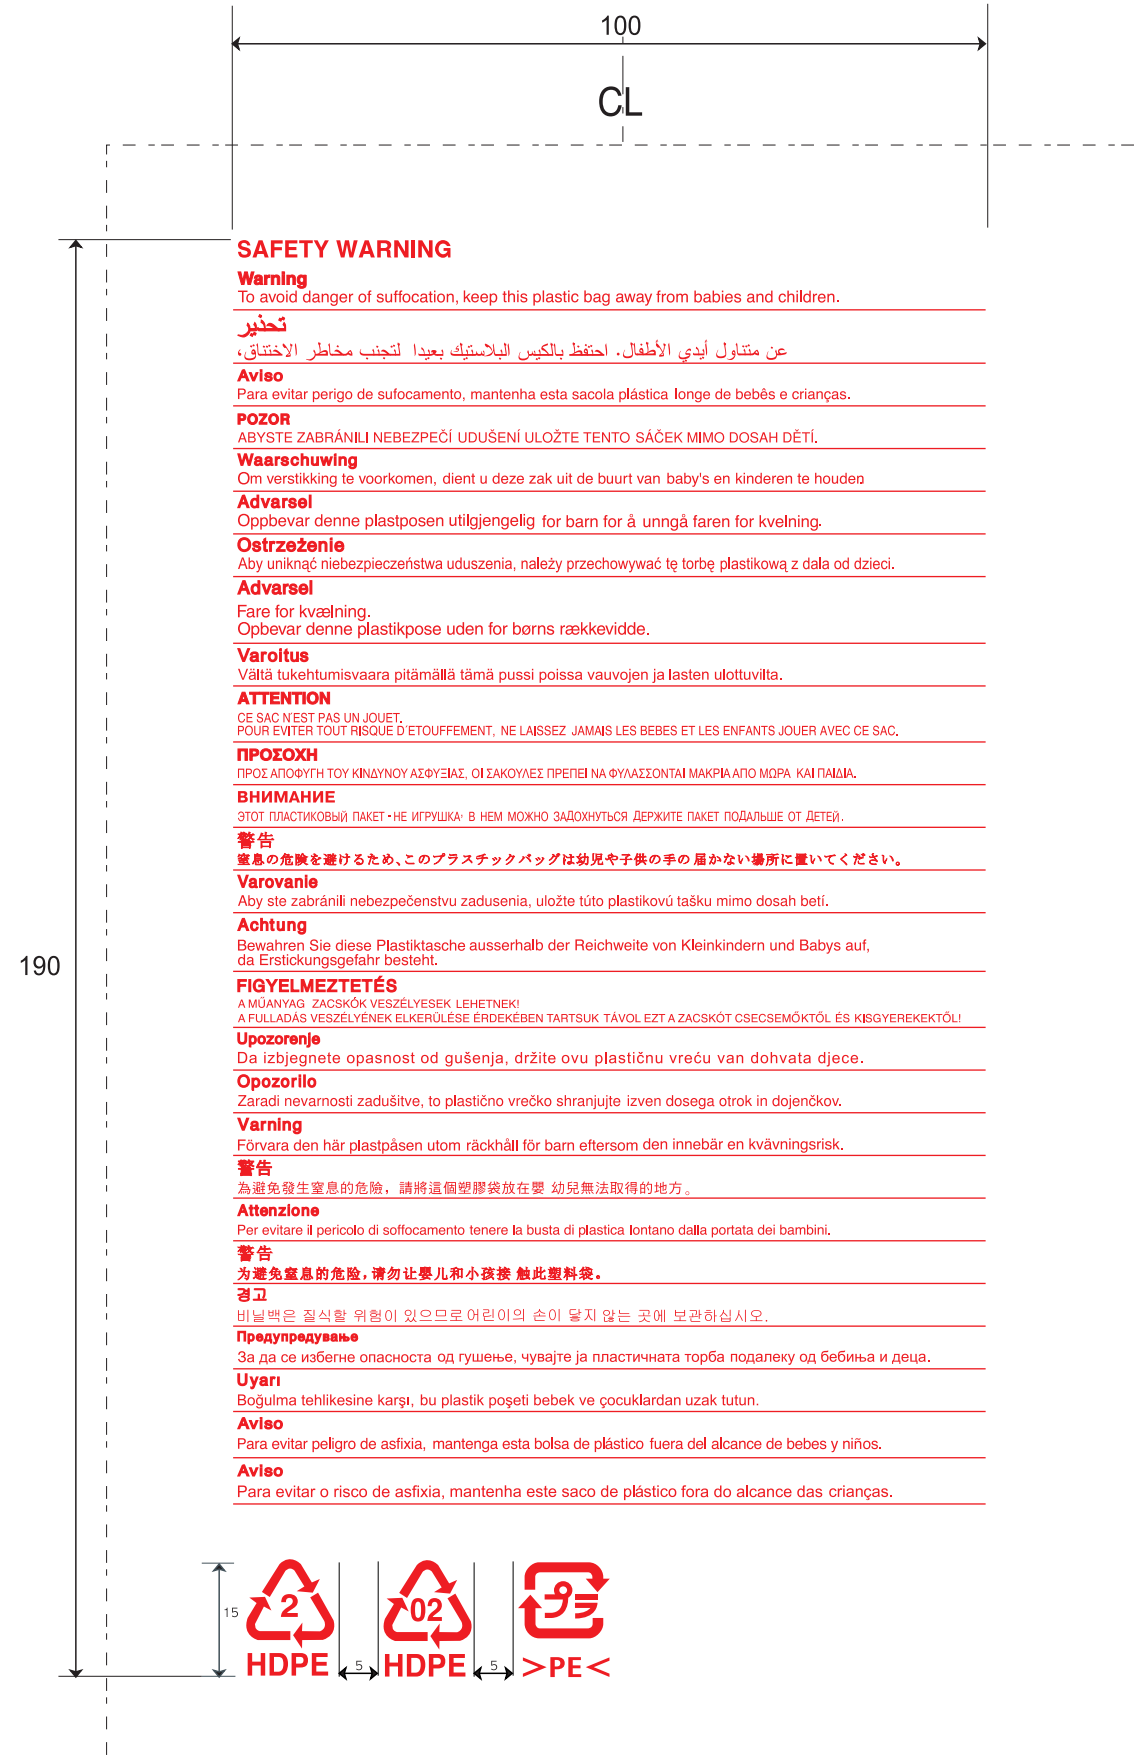 100
CL
SAFETY WARNING
Warning
To avoid danger of suffocation, keep this plastic bag away from babies and children.
تحذير
عن متناول أيدي الأطفال. احتفظ بالكيس البلاستيك بعيدا لتجنب مخاطر الاختناق،
Aviso
Para evitar perigo de sufocamento, mantenha esta sacola plástica longe de bebês e crianças.
POZOR
ABYSTE ZABRÁNILI NEBEZPEČÍ UDUŠENÍ ULOŽTE TENTO SÁČEK MIMO DOSAH DĚTÍ.
Waarschuwing
Om verstikking te voorkomen, dient u deze zak uit de buurt van baby's en kinderen te houden
Advarsel
Oppbevar denne plastposen utilgjengelig for barn for å unngå faren for kvelning.
Ostrzeżenie
Aby uniknąć niebezpieczeństwa uduszenia, należy przechowywać tę torbę plastikową z dala od dzieci.
Advarsel
Fare for kvælning.
Opbevar denne plastikpose uden for børns rækkevidde.
Varoitus
Vältä tukehtumisvaara pitämällä tämä pussi poissa vauvojen ja lasten ulottuvilta.
ATTENTION
CE SAC N'EST PAS UN JOUET.
POUR EVITER TOUT RISQUE D'ETOUFFEMENT, NE LAISSEZ JAMAIS LES BEBES ET LES ENFANTS JOUER AVEC CE SAC.
ΠΡΟΣΟΧΗ
ΠΡΟΣ ΑΠΟΦΥΓΗ ΤΟΥ ΚΙΝΔΥΝΟΥ ΑΣΦΥΞΙΑΣ, ΟΙ ΣΑΚΟΥΛΕΣ ΠΡΕΠΕΙ ΝΑ ΦΥΛΑΣΣΟΝΤΑΙ ΜΑΚΡΙΑ ΑΠΟ ΜΩΡΑ ΚΑΙ ΠΑΙΔΙΑ.
ВНИМАНИЕ
ЭТОТ ПЛАСТИКОВЫЙ ПАКЕТ - НЕ ИГРУШКА· В НЕМ МОЖНО ЗАДОХНУТЬСЯ ДЕРЖИТЕ ПАКЕТ ПОДАЛЬШЕ ОТ ДЕТЕЙ.
警告
窒息の危険を避けるため、このプラスチックバッグは幼児や子供の手の届かない場所に置いてください。
Varovanie
Aby ste zabránili nebezpečenstvu zadusenia, uložte túto plastikovú tašku mimo dosah betí.
Achtung
Bewahren Sie diese Plastiktasche ausserhalb der Reichweite von Kleinkindern und Babys auf,
da Erstickungsgefahr besteht.
190
FIGYELMEZTETÉS
A MŰANYAG ZACSKÓK VESZÉLYESEK LEHETNEK!
A FULLADÁS VESZÉLYÉNEK ELKERÜLÉSE ÉRDEKÉBEN TARTSUK TÁVOL EZT A ZACSKÓT CSECSEMŐKTŐL ÉS KISGYEREKEKTŐL!
Upozorenje
Da izbjegnete opasnost od gušenja, držite ovu plastičnu vreću van dohvata djece.
Opozorilo
Zaradi nevarnosti zadušitve, to plastično vrečko shranjujte izven dosega otrok in dojenčkov.
Varning
Förvara den här plastpåsen utom räckhåll för barn eftersom den innebär en kvävningsrisk.
警告
為避免發生窒息的危險，請將這個塑膠袋放在嬰 幼兒無法取得的地方。
Attenzione
Per evitare il pericolo di soffocamento tenere la busta di plastica lontano dalla portata dei bambini.
警告
为避免窒息的危险，请勿让婴儿和小孩接 触此塑料袋。
경고
비닐백은 질식할 위험이 있으므로 어린이의 손이 닿지 않는 곳에 보관하십시오.
Предупредување
За да се избегне опасноста од гушење, чувајте ја пластичната торба подалеку од бебиња и деца.
Uyarı
Boğulma tehlikesine karşı, bu plastik poşeti bebek ve çocuklardan uzak tutun.
Aviso
Para evitar peligro de asfixia, mantenga esta bolsa de plástico fuera del alcance de bebes y niños.
Aviso
Para evitar o risco de asfixia, mantenha este saco de plástico fora do alcance das crianças.
15
2
02
プラ
HDPE
5
HDPE
5
>PE<